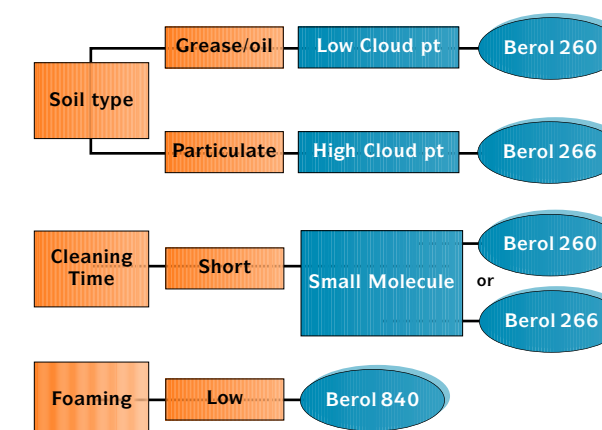 Grease/oil
Low Cloud pt
Berol 260
Soil type
Particulate
High Cloud pt
Berol 266
Cleaning
Time
Short
Small Molecule
Berol 260
or
Berol 266
Foaming
Low
Berol 840